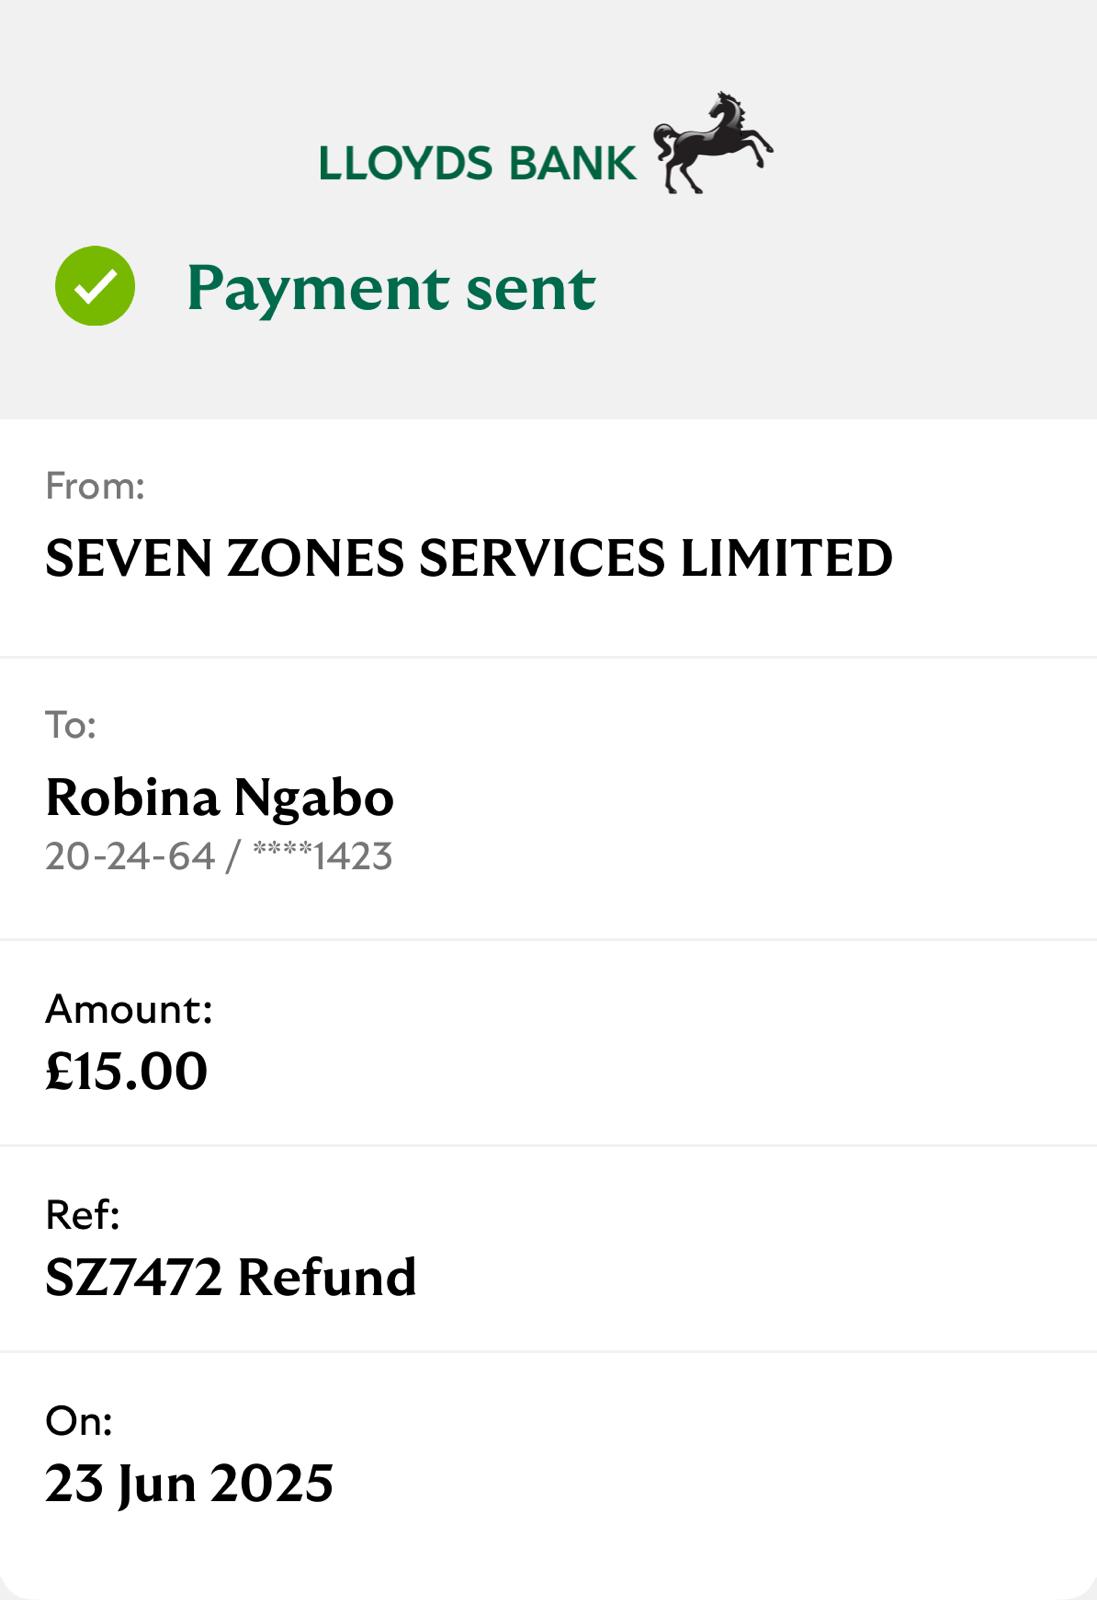 LLOYDS BANK
Payment sent
From:
SEVEN ZONES SERVICES LIMITED
To:
Robina Ngabo
20-24-64 / ****1423
Amount:
£15.00
Ref:
SZ7472 Refund
On:
23 Jun 2025